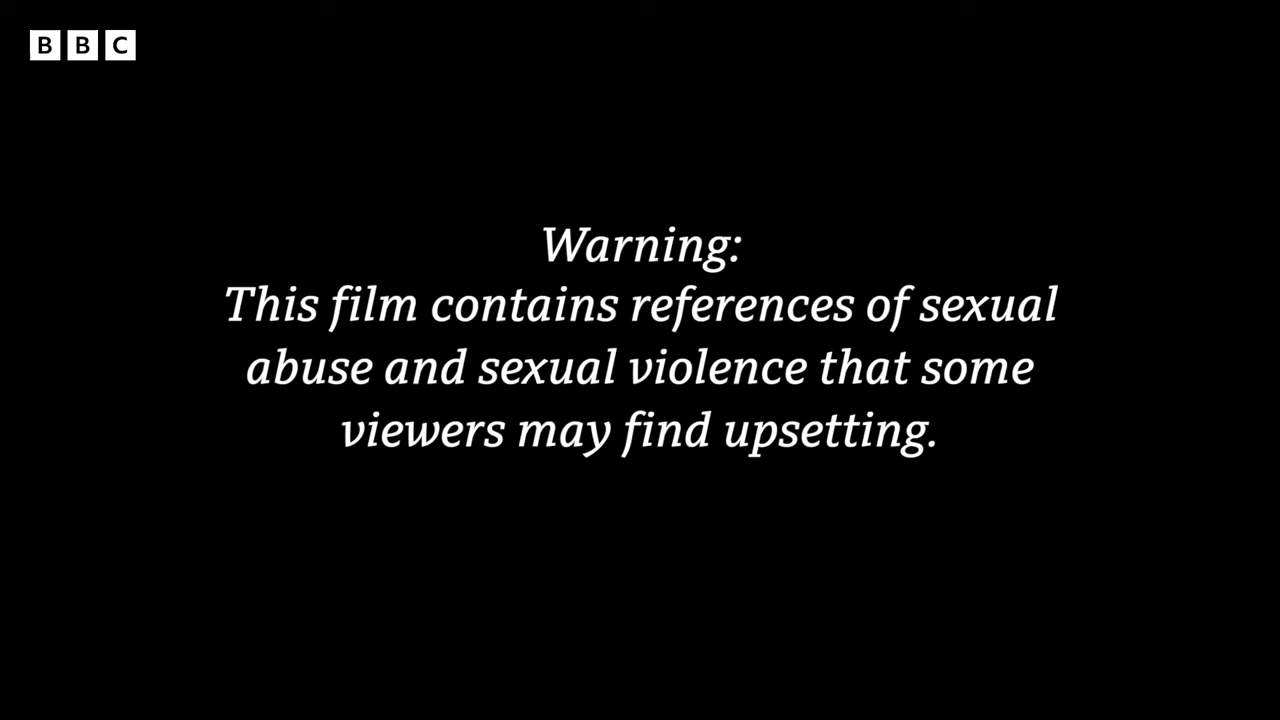 BBC
Warning:
This film contains references of sexual
abuse and sexual violence that some
viewers may find upsetting.